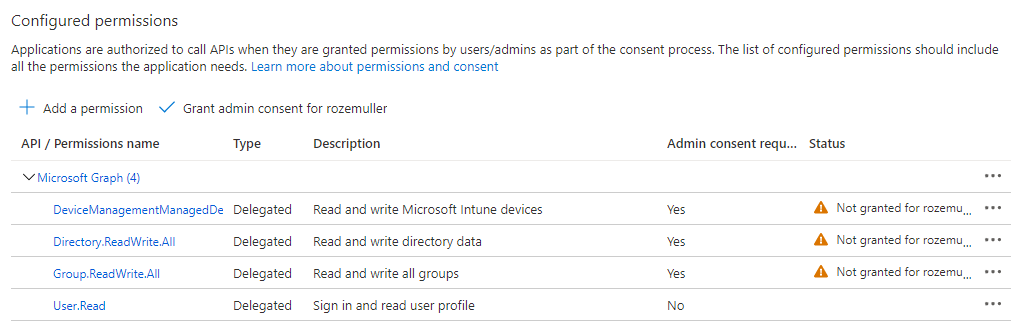 Configured permissions
Applications are authorized to call APIs when they are granted permissions by users/admins as part of the consent process. The list of configured permissions should include
all the permissions the application needs. Learn more about permissions and consent
Add a permission Grant admin consent for rozemuller
API / Permissions name Type Description Admin consent requ... Status
Microsoft Graph (4) ...
DeviceManagementManagedDe Delegated Read and write Microsoft Intune devices Yes Not granted for rozemu... ...
Directory.ReadWrite.All Delegated Read and write directory data Yes Not granted for rozemu... ...
Group.ReadWrite.All Delegated Read and write all groups Yes Not granted for rozemu... ...
User.Read Delegated Sign in and read user profile No ...